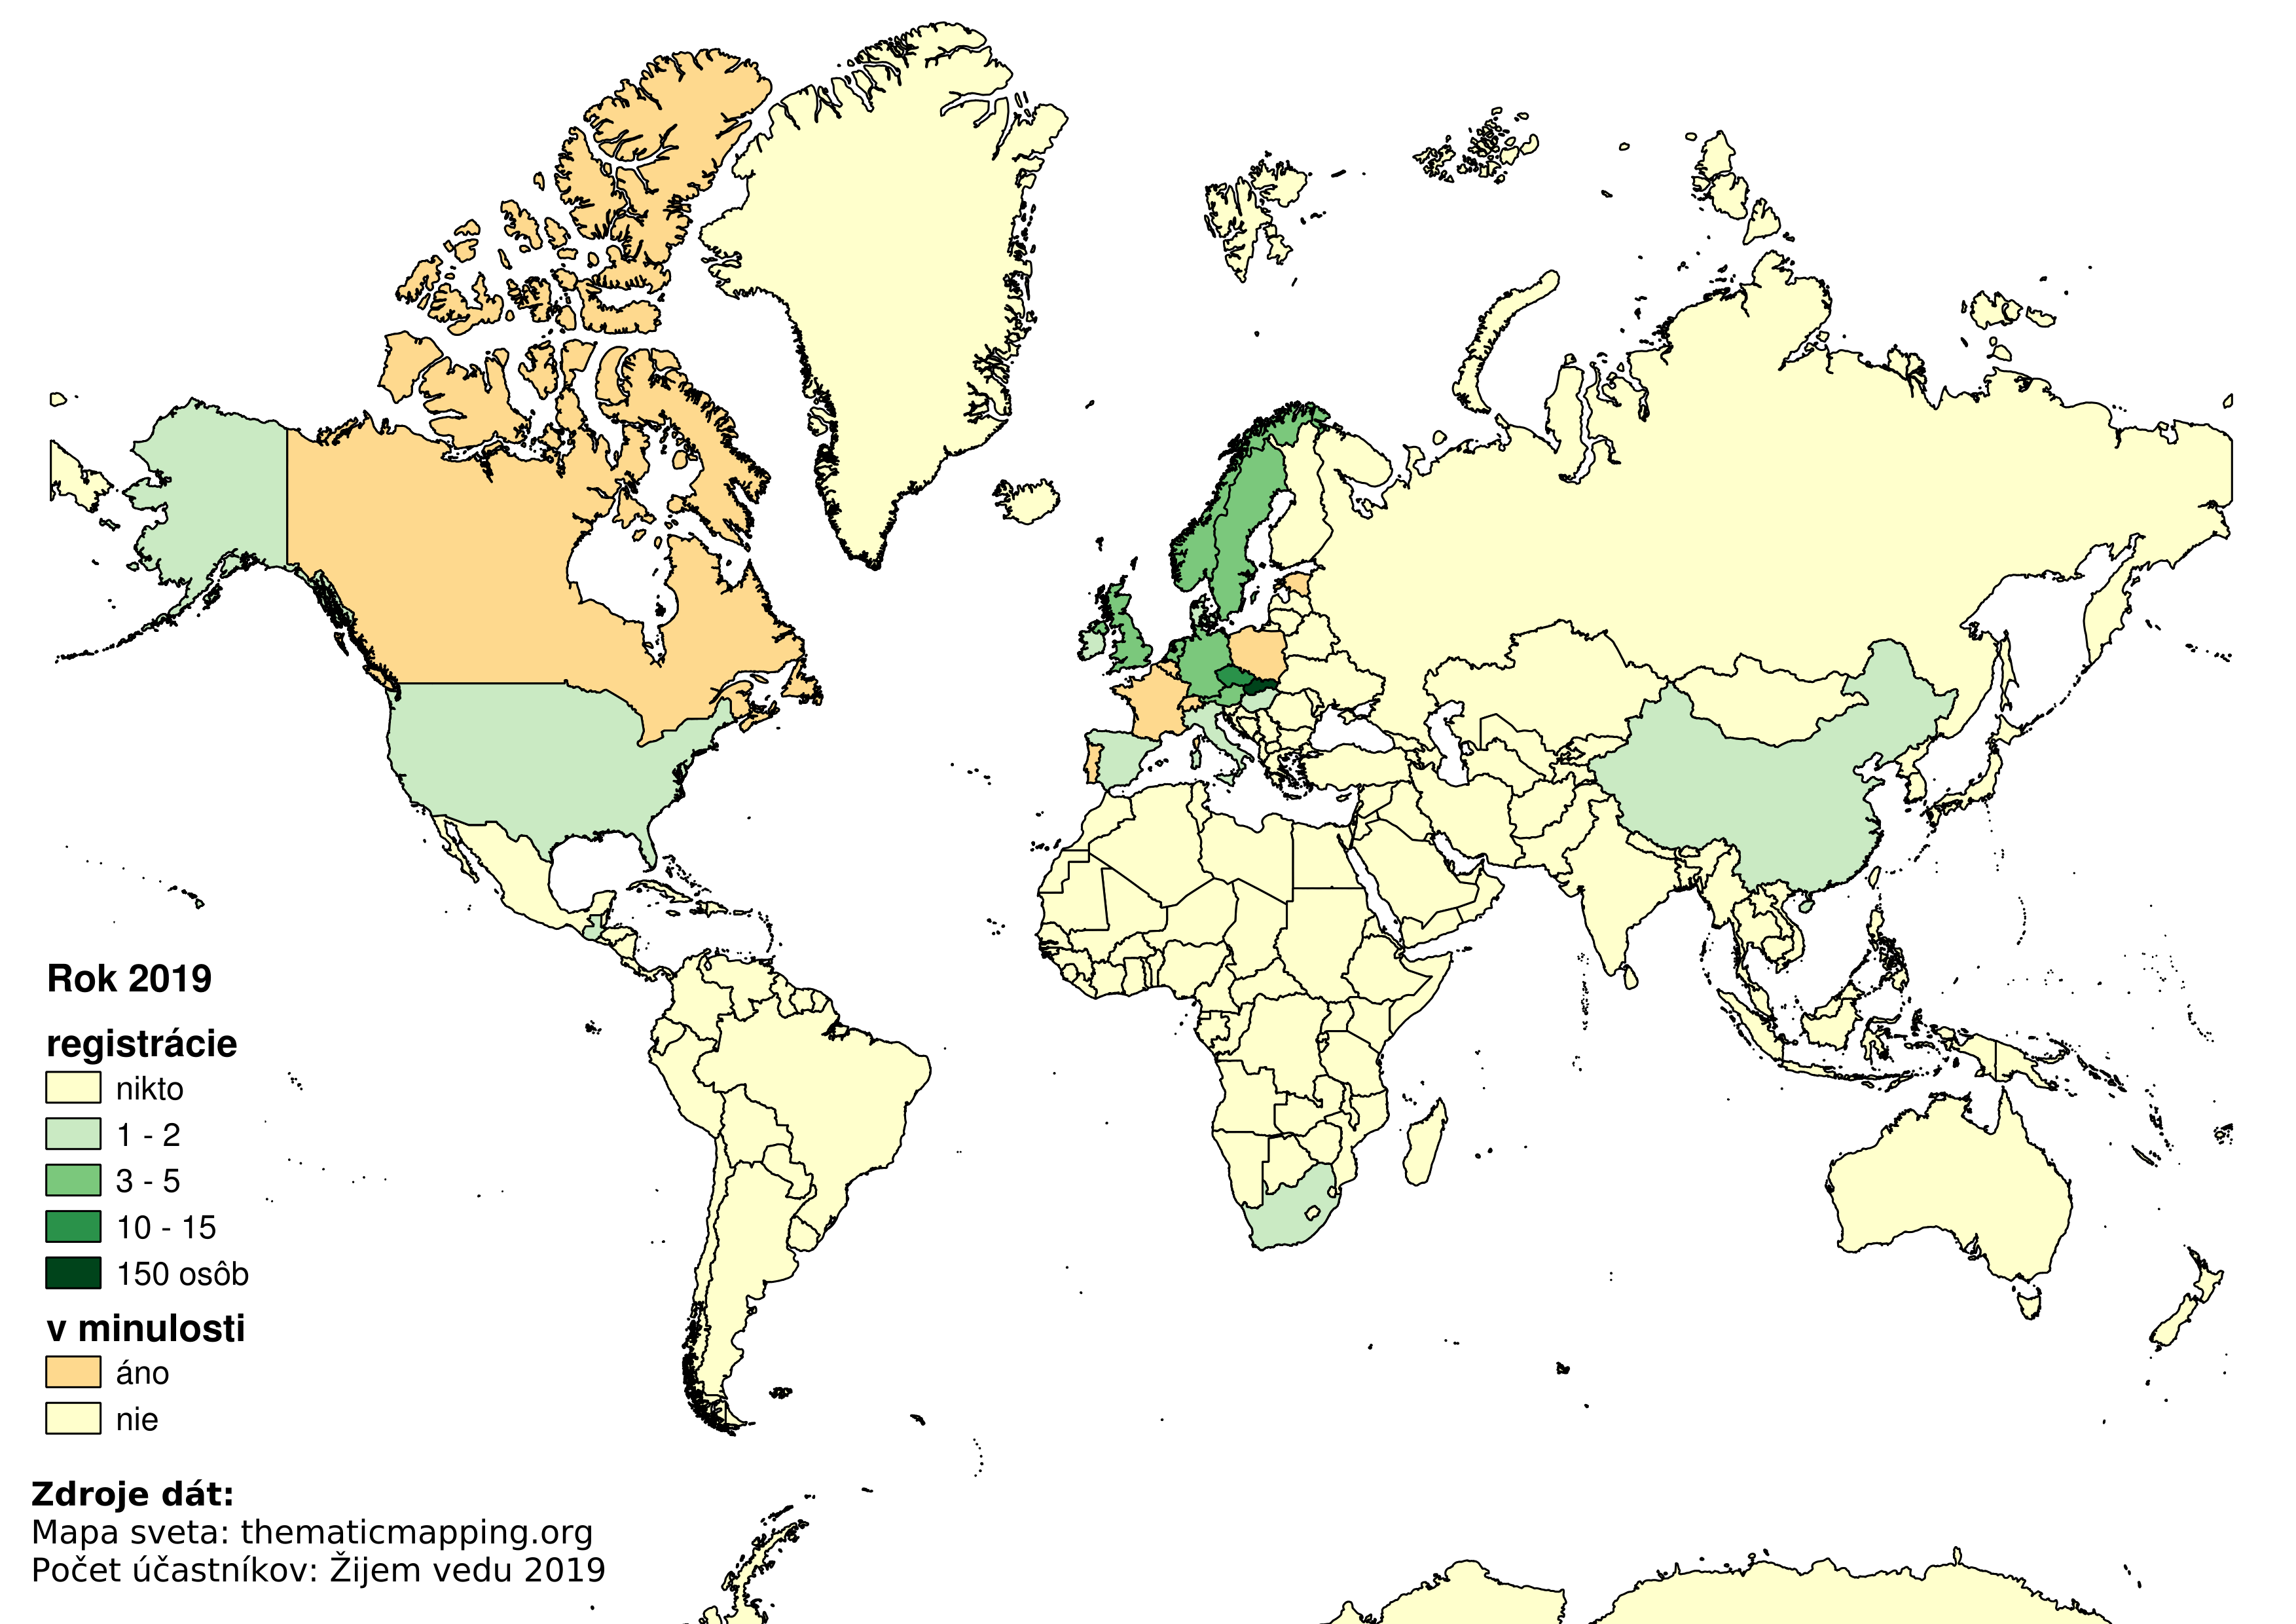 Rok 2019
registrácie
nikto
1 - 2
3 - 5
10 - 15
150 osôb
v minulosti
áno
nie
Zdroje dát:
Mapa sveta: thematicmapping.org
Počet účastníkov: Žijem vedu 2019